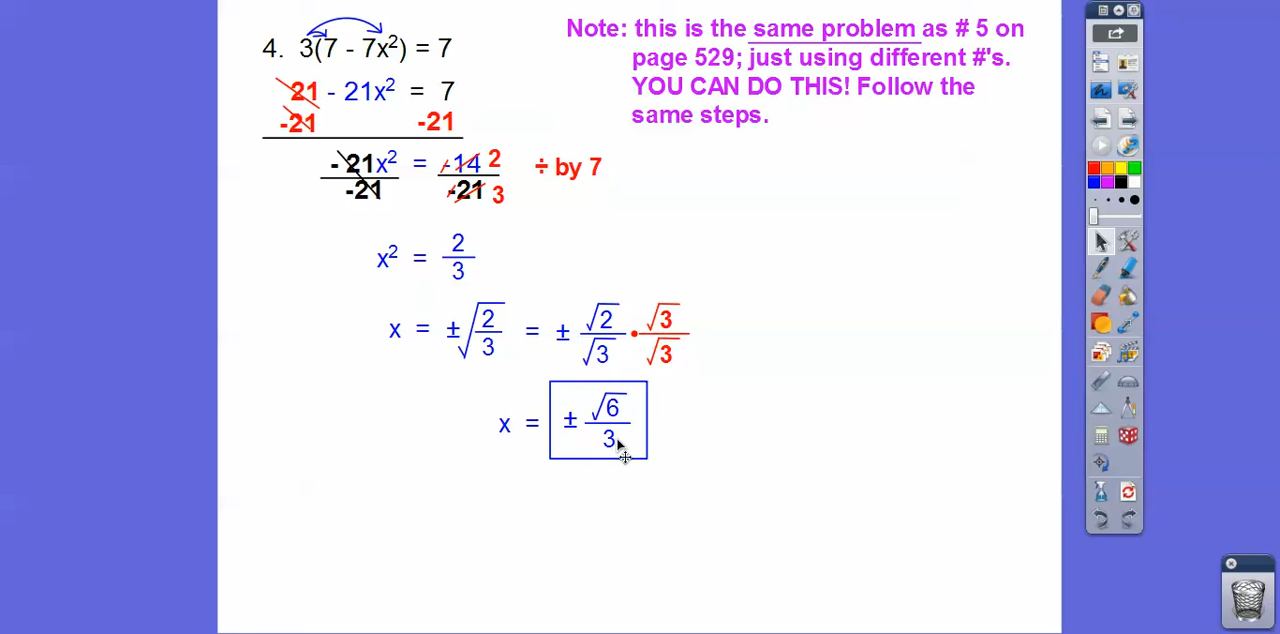 4. 3(7 - 7x²) = 7
Note: this is the same problem as # 5 on
page 529; just using different #'s.
YOU CAN DO THIS! Follow the
same steps.
21 - 21x² = 7
-21 -21
- 21x² = -14 2
-21 -21 3
÷ by 7
x² = 2/3
x = ±√(2/3) = ± √2/√3 • √3/√3
x = ± √6/3